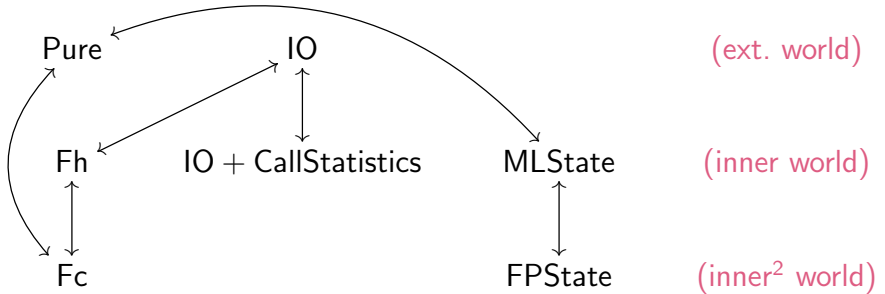 Pure IO (ext. world)
Fh IO + CallStatistics MLState (inner world)
Fc FPState (inner² world)